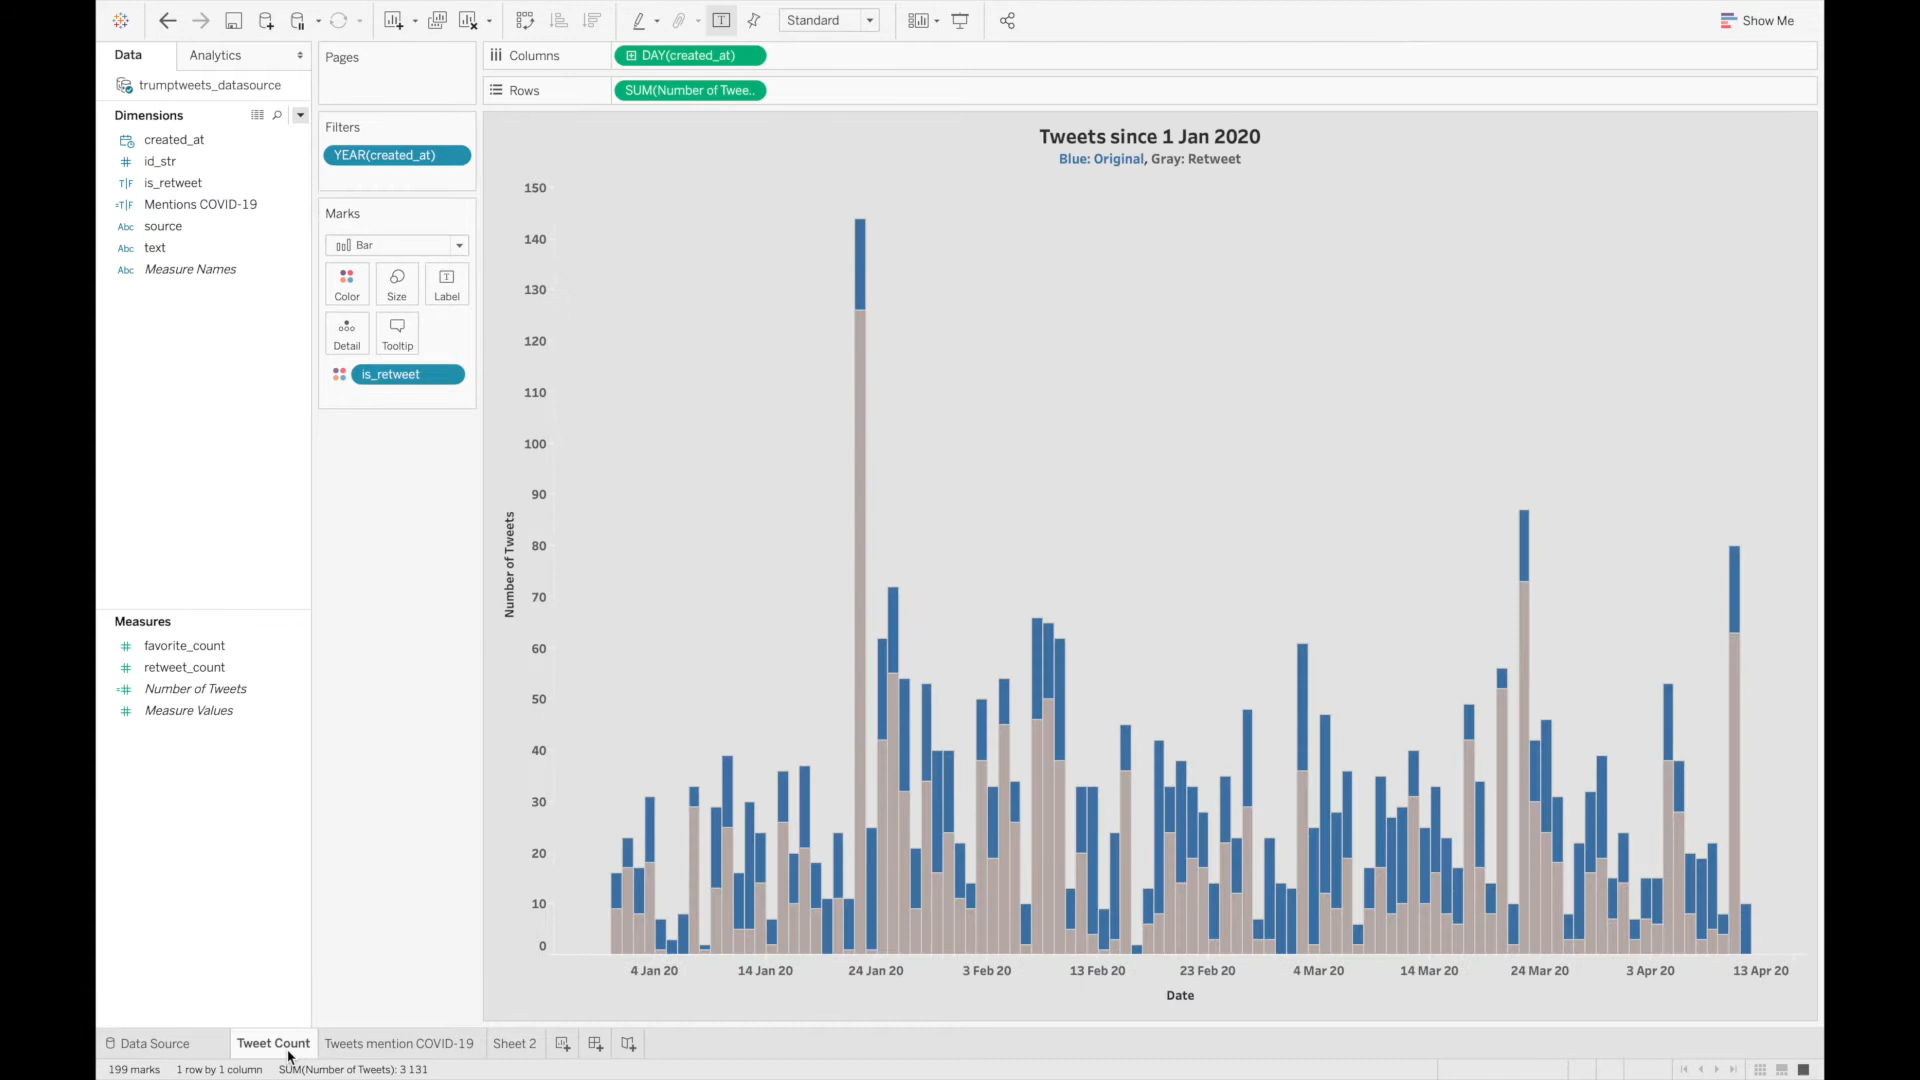 Standard
Show Me
Data
Analytics
trumptweets_datasource
Dimensions
created_at
id_str
is_retweet
Mentions COVID-19
source
text
Measure Names
Measures
favorite_count
retweet_count
Number of Tweets
Measure Values
Pages
Filters
YEAR(created_at)
Marks
Bar
Color
Size
Label
Detail
Tooltip
is_retweet
Columns
DAY(created_at)
Rows
SUM(Number of Twee..
Tweets since 1 Jan 2020
Blue: Original, Gray: Retweet
150
140
130
120
110
100
90
80
70
60
50
40
30
20
10
0
Number of Tweets
4 Jan 20
14 Jan 20
24 Jan 20
3 Feb 20
13 Feb 20
23 Feb 20
4 Mar 20
14 Mar 20
24 Mar 20
3 Apr 20
13 Apr 20
Date
Data Source
Tweet Count
Tweets mention COVID-19
Sheet 2
199 marks
1 row by 1 column
SUM(Number of Tweets): 3 131